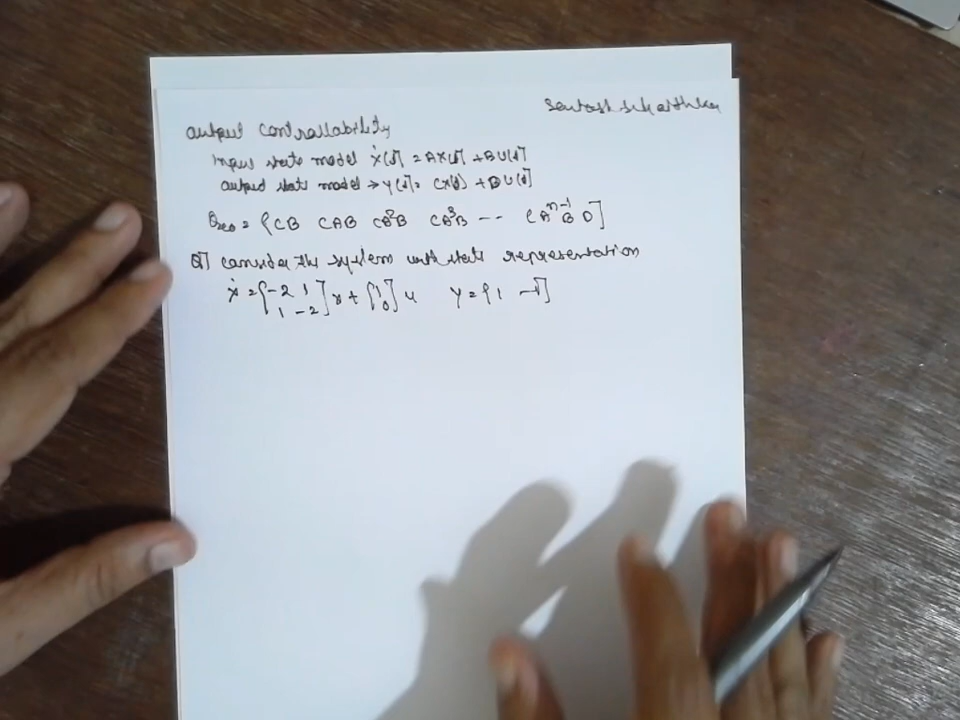 output controllability
Input state model Ẋ(t) = AX(t) + BU(t)
output state model → Y(t) = CX(t) + DU(t)
= [CB CAB CA²B CA³B -- CAⁿ⁻¹B D]
Q] consider the system with state representation
ẋ = [-2 1 x + [1 u y = [1 -1]
1 -2] 0]